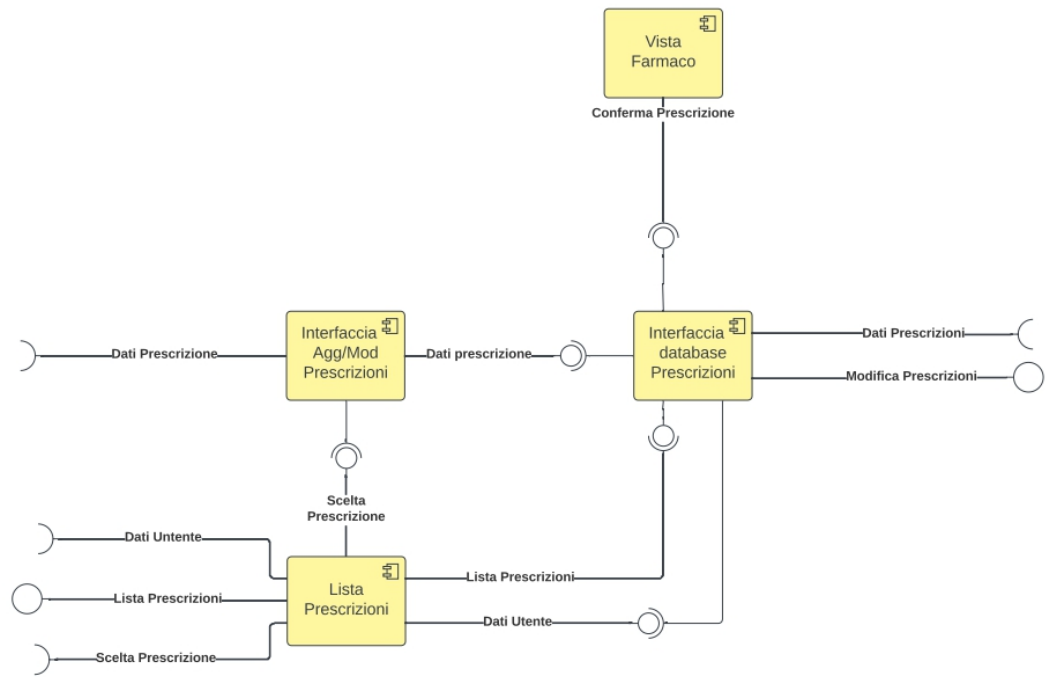 Vista
Farmaco
Conferma Prescrizione
Interfaccia
Agg/Mod
Prescrizioni
Interfaccia
database
Prescrizioni
Dati Prescrizione
Dati prescrizione
Dati Prescrizioni
Modifica Prescrizioni
Scelta
Prescrizione
Dati Untente
Lista Prescrizioni
Scelta Prescrizione
Lista
Prescrizioni
Lista Prescrizioni
Dati Utente